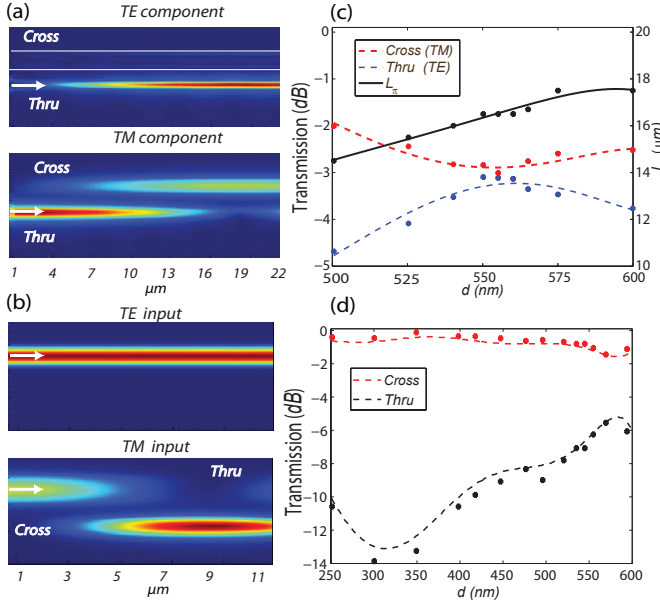 (a)
TE component
Cross
Thru
TM component
Cross
Thru
1 4 7 10 13 16 19 22
μm
(b)
TE input
TM input
Thru
Cross
1 3 5 7 9 11
μm
(c)
Cross (TM)
Thru (TE)
Lπ
Transmission (dB)
0
−1
−2
−3
−4
−5
20
18
16
14
12
10
500 525 550 575 600
d (nm)
(d)
Cross
Thru
Transmission (dB)
0
−2
−4
−6
−8
−10
−12
−14
250 300 350 400 450 500 550 600
d (nm)